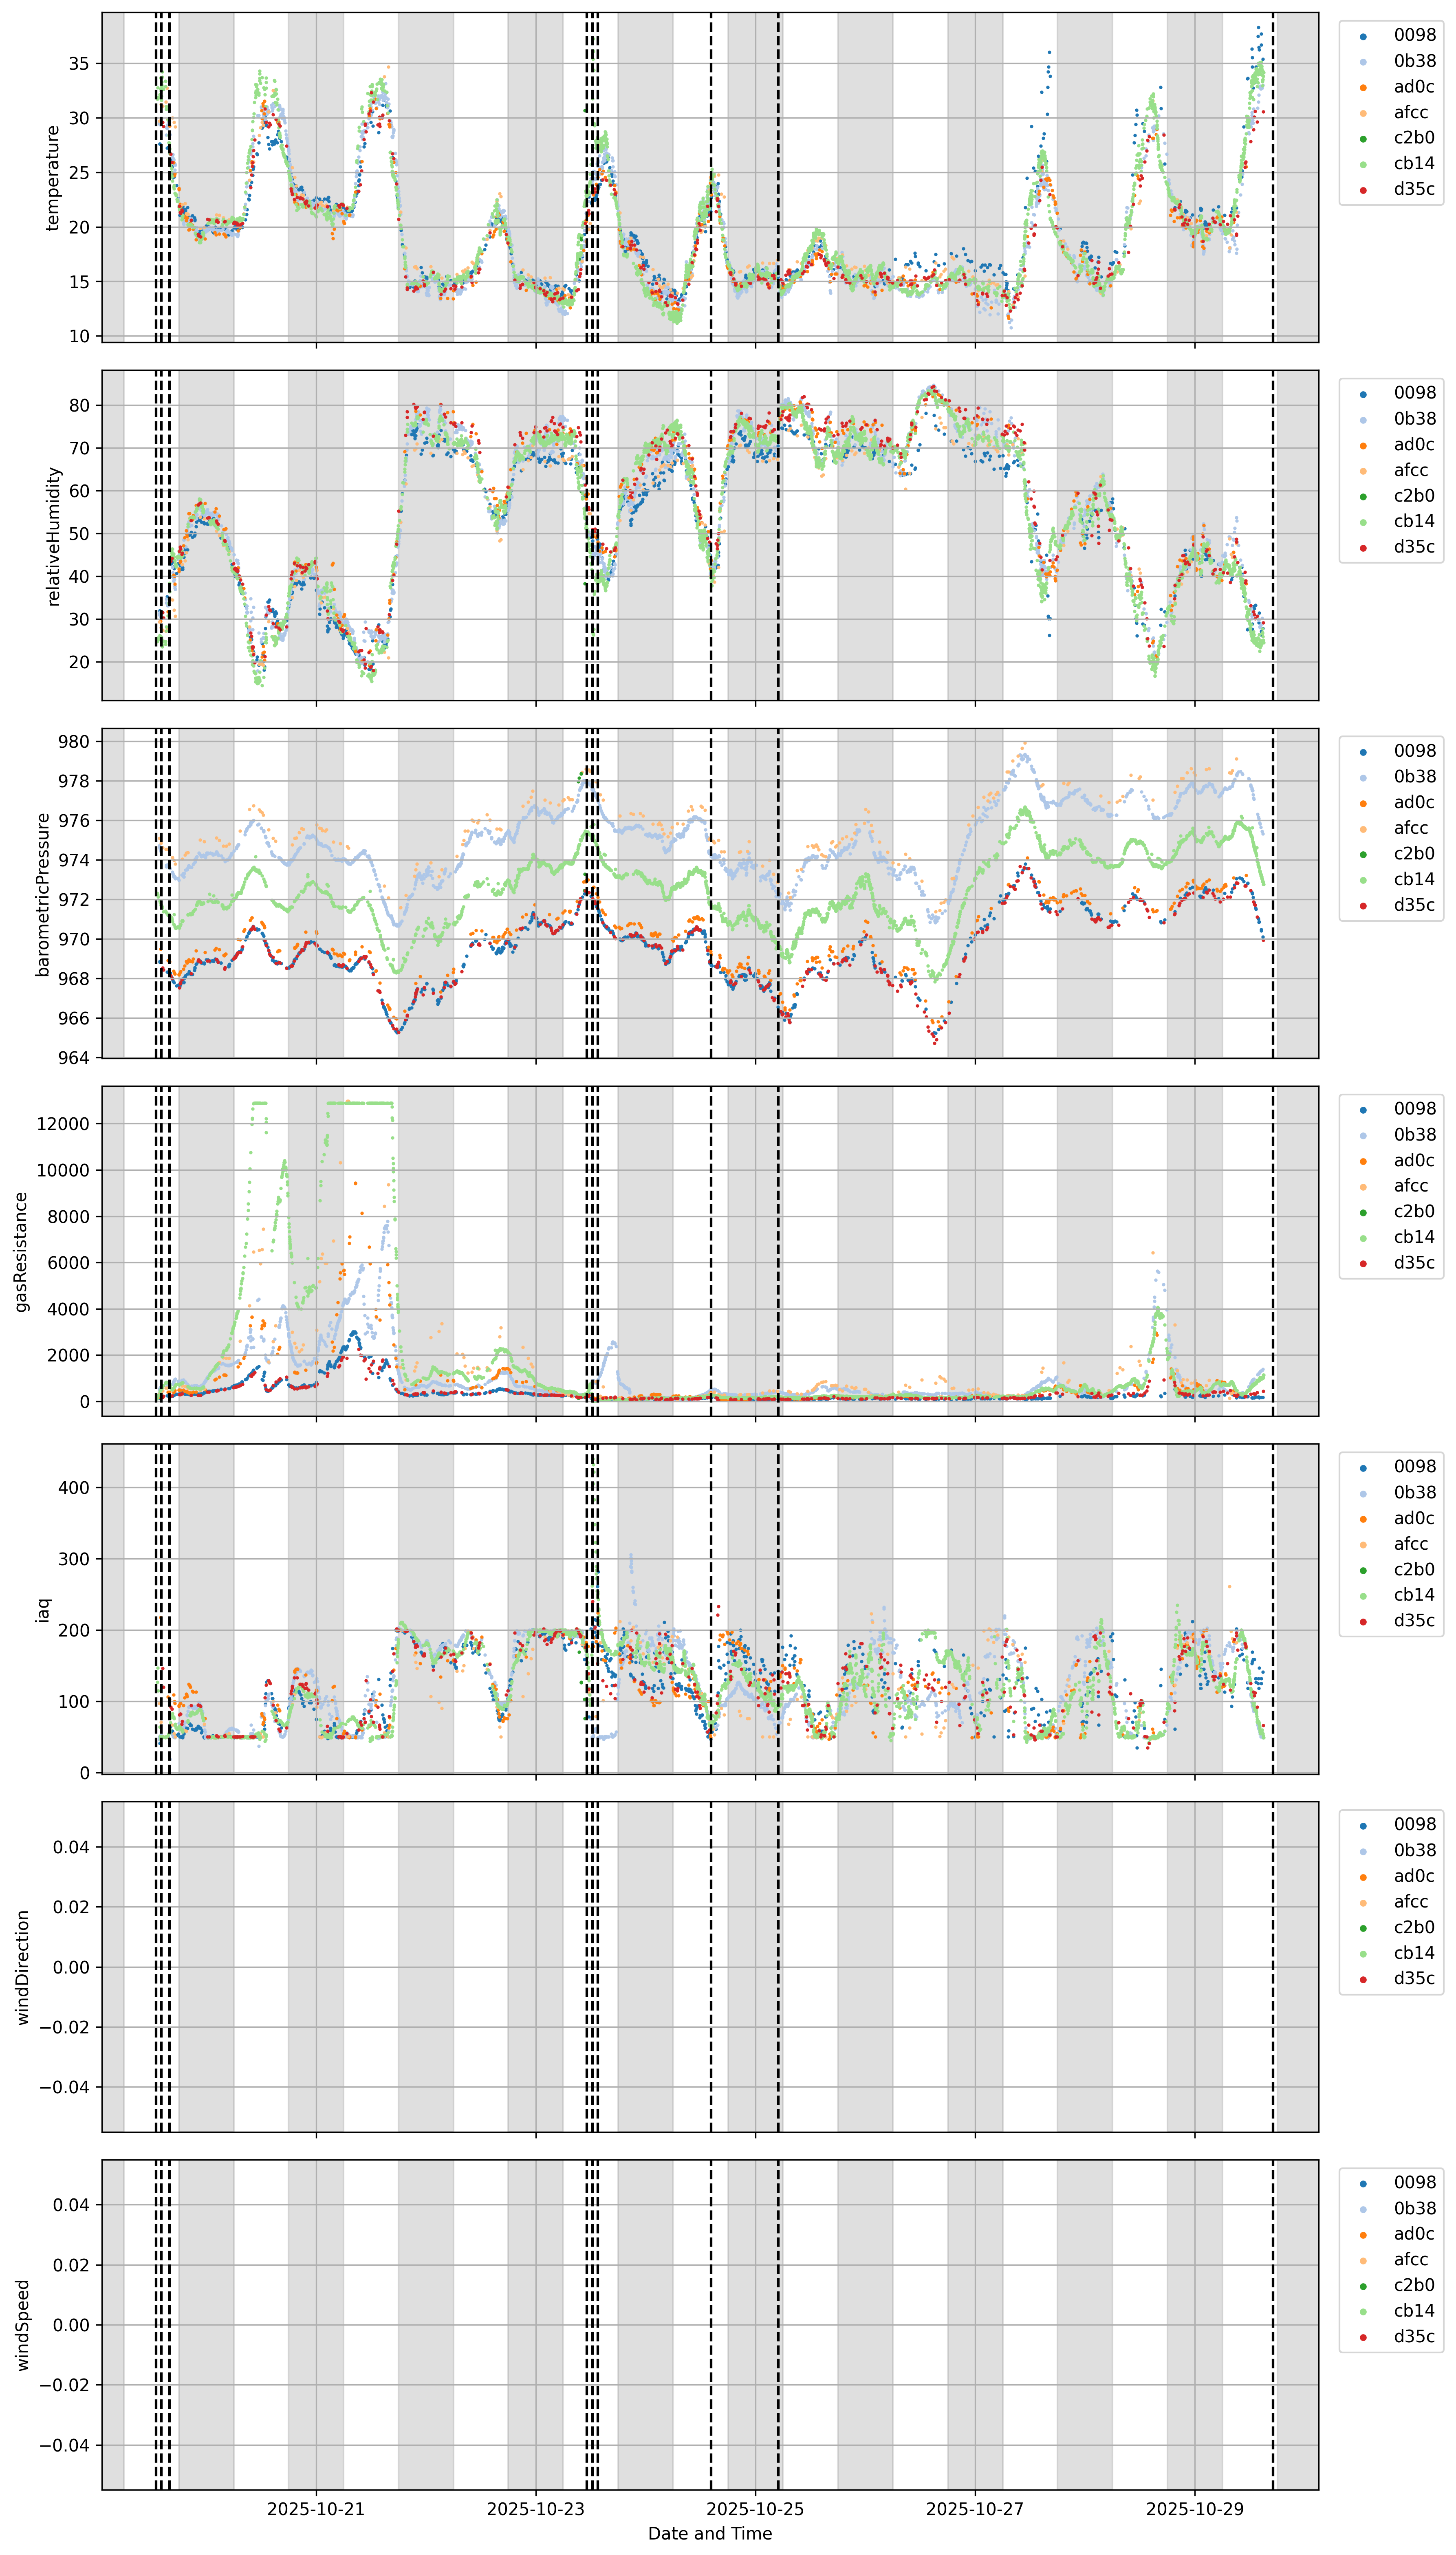 35
30
25
20
15
10
temperature
0098
0b38
ad0c
afcc
c2b0
cb14
d35c
80
70
60
50
40
30
20
relativeHumidity
0098
0b38
ad0c
afcc
c2b0
cb14
d35c
980
978
976
974
972
970
968
966
964
barometricPressure
0098
0b38
ad0c
afcc
c2b0
cb14
d35c
12000
10000
8000
6000
4000
2000
0
gasResistance
0098
0b38
ad0c
afcc
c2b0
cb14
d35c
400
300
200
100
0
iaq
0098
0b38
ad0c
afcc
c2b0
cb14
d35c
0.04
0.02
0.00
−0.02
−0.04
windDirection
0098
0b38
ad0c
afcc
c2b0
cb14
d35c
0.04
0.02
0.00
−0.02
−0.04
windSpeed
0098
0b38
ad0c
afcc
c2b0
cb14
d35c
2025-10-21 2025-10-23 2025-10-25 2025-10-27 2025-10-29
Date and Time